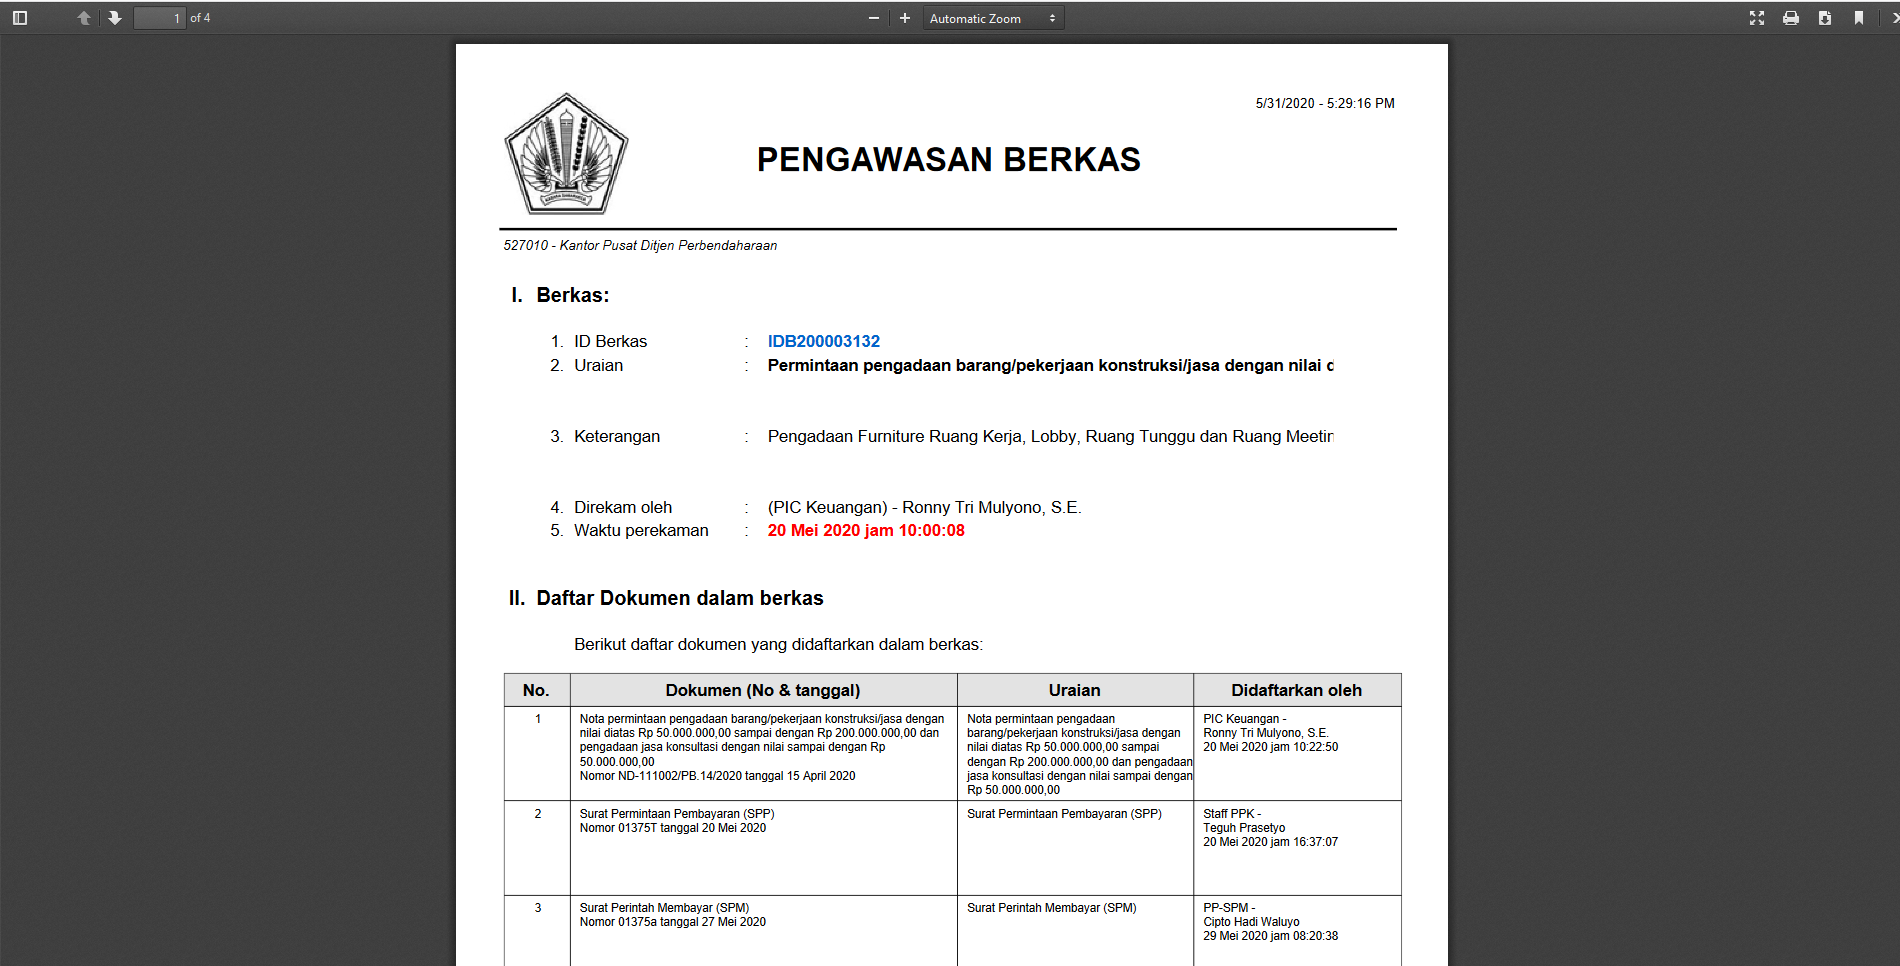 1 of 4
Automatic Zoom
5/31/2020 - 5:29:16 PM
PENGAWASAN BERKAS
527010 - Kantor Pusat Ditjen Perbendaharaan
I. Berkas:
1. ID Berkas : IDB200003132
2. Uraian : Permintaan pengadaan barang/pekerjaan konstruksi/jasa dengan nilai d
3. Keterangan : Pengadaan Furniture Ruang Kerja, Lobby, Ruang Tunggu dan Ruang Meetin
4. Direkam oleh : (PIC Keuangan) - Ronny Tri Mulyono, S.E.
5. Waktu perekaman : 20 Mei 2020 jam 10:00:08
II. Daftar Dokumen dalam berkas
Berikut daftar dokumen yang didaftarkan dalam berkas:
No. Dokumen (No & tanggal) Uraian Didaftarkan oleh
1
Nota permintaan pengadaan barang/pekerjaan konstruksi/jasa dengan
nilai diatas Rp 50.000.000,00 sampai dengan Rp 200.000.000,00 dan
pengadaan jasa konsultasi dengan nilai sampai dengan Rp
50.000.000,00
Nomor ND-111002/PB.14/2020 tanggal 15 April 2020
Nota permintaan pengadaan
barang/pekerjaan konstruksi/jasa dengan
nilai diatas Rp 50.000.000,00 sampai
dengan Rp 200.000.000,00 dan pengadaan
jasa konsultasi dengan nilai sampai dengan
Rp 50.000.000,00
PIC Keuangan -
Ronny Tri Mulyono, S.E.
20 Mei 2020 jam 10:22:50
2
Surat Permintaan Pembayaran (SPP)
Nomor 01375T tanggal 20 Mei 2020
Surat Permintaan Pembayaran (SPP)
Staff PPK -
Teguh Prasetyo
20 Mei 2020 jam 16:37:07
3
Surat Perintah Membayar (SPM)
Nomor 01375a tanggal 27 Mei 2020
Surat Perintah Membayar (SPM)
PP-SPM -
Cipto Hadi Waluyo
29 Mei 2020 jam 08:20:38